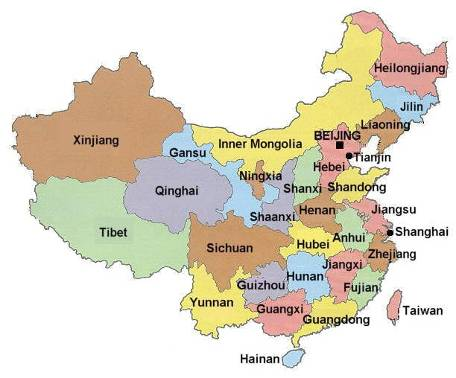 Heilongjiang
Jilin
Liaoning
BEIJING
Xinjiang
Inner Mongolia
Gansu
Tianjin
Hebei
Ningxia
Qinghai
Shanxi
Shandong
Shaanxi
Henan
Jiangsu
Tibet
Shanghai
Anhui
Sichuan
Hubei
Zhejiang
Jiangxi
Hunan
Guizhou
Fujian
Yunnan
Guangxi
Taiwan
Guangdong
Hainan